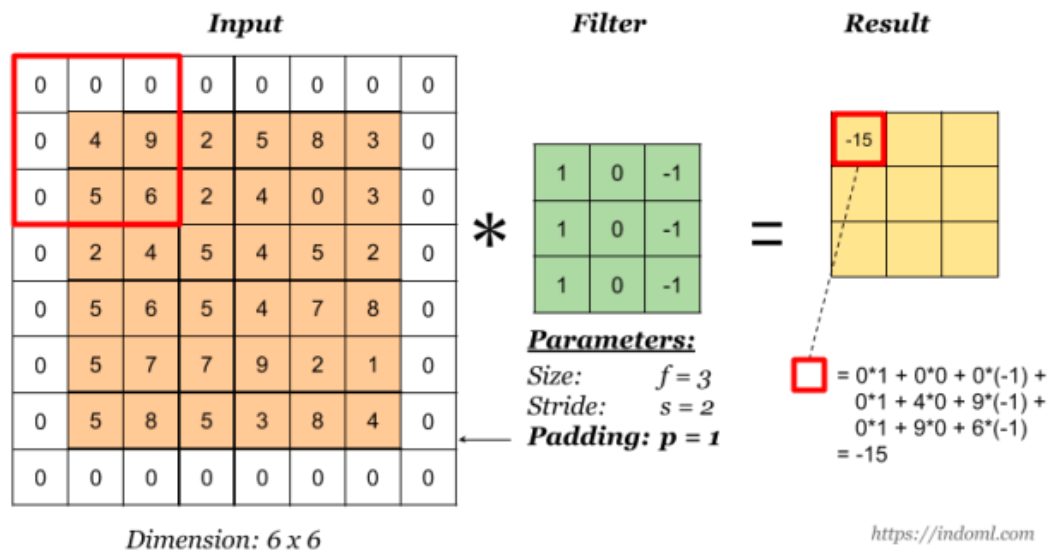 Input Filter Result
0 0 0 0 0 0 0 0
0 4 9 2 5 8 3 0
0 5 6 2 4 0 3 0
0 2 4 5 4 5 2 0
0 5 6 5 4 7 8 0
0 5 7 7 9 2 1 0
0 5 8 5 3 8 4 0
0 0 0 0 0 0 0 0
Dimension: 6 x 6
*
1 0 -1
1 0 -1
1 0 -1
Parameters:
Size: f = 3
Stride: s = 2
Padding: p = 1
=
-15
= 0*1 + 0*0 + 0*(-1) +
0*1 + 4*0 + 9*(-1) +
0*1 + 9*0 + 6*(-1)
= -15
https://indoml.com